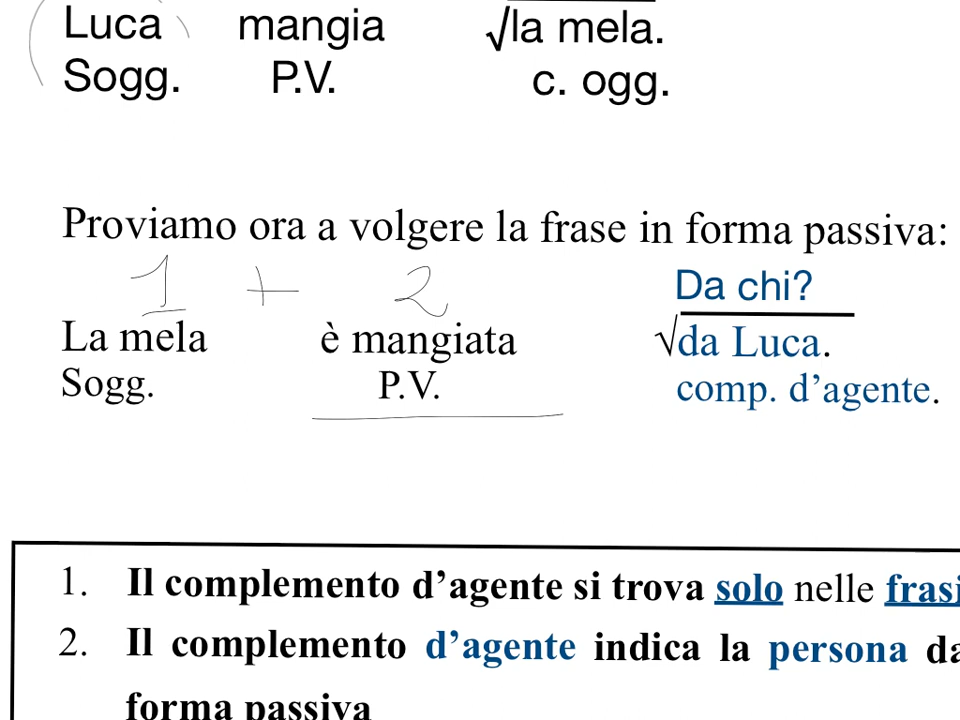 Luca mangia √la mela.
Sogg. P.V. c. ogg.
Proviamo ora a volgere la frase in forma passiva:
1 + 2 Da chi?
La mela è mangiata √da Luca.
Sogg. P.V. comp. d’agente.
1. Il complemento d’agente si trova solo nelle frasi
2. Il complemento d’agente indica la persona da
forma passiva